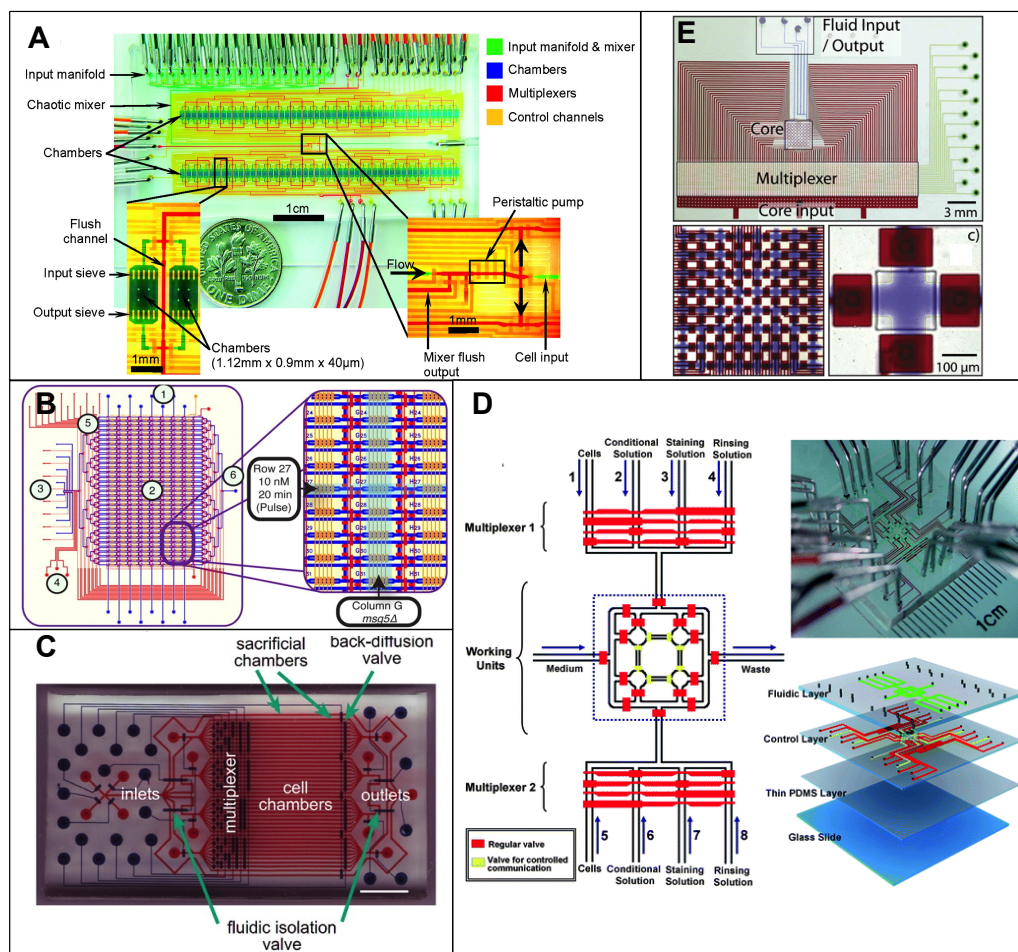 A
Input manifold
Chaotic mixer
Chambers
Flush
channel
Input sieve
Output sieve
1mm
Chambers
(1.12mm x 0.9mm x 40µm)
1cm
UNITED STATES OF AMERICA
ONE DIME
Input manifold & mixer
Chambers
Multiplexers
Control channels
Peristaltic pump
Flow
1mm
Mixer flush
output
Cell input
E
Fluid Input
/ Output
Core
Multiplexer
Core Input
3 mm
c)
100 µm
B
1
5
3
2
6
4
Row 27
10 nM
20 min
(Pulse)
Column G
msg5Δ
C
sacrificial
chambers
back-diffusion
valve
inlets
multiplexer
cell
chambers
outlets
fluidic isolation
valve
D
Cells
Conditional
Solution
Staining
Solution
Rinsing
Solution
1
2
3
4
Multiplexer 1
Working
Units
Medium
Waste
Multiplexer 2
5
6
7
8
Cells
Conditional
Solution
Staining
Solution
Rinsing
Solution
Regular valve
Valve for controlled
communication
1cm
Fluidic Layer
Control Layer
Thin PDMS Layer
Glass Slide